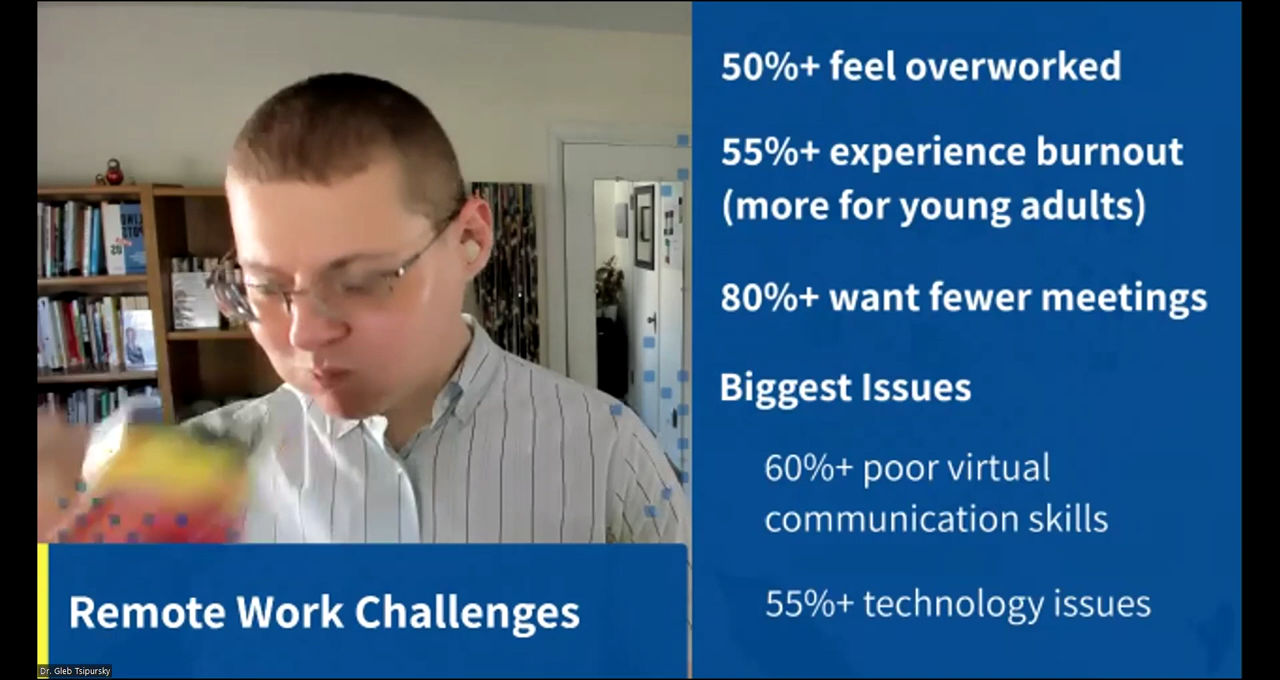 50%+ feel overworked
55%+ experience burnout
(more for young adults)
80%+ want fewer meetings
Biggest Issues
60%+ poor virtual
communication skills
55%+ technology issues
Remote Work Challenges
Dr. Gleb Tsipursky